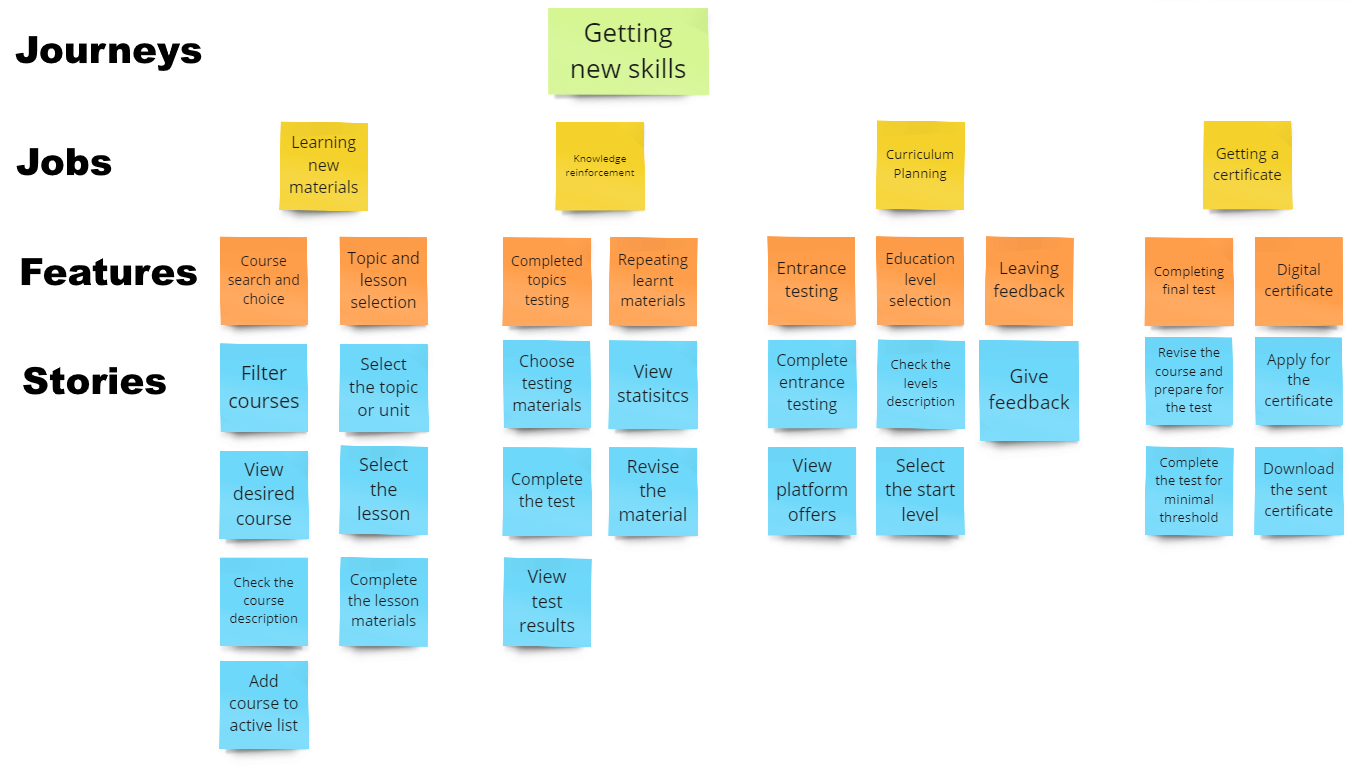 Journeys
Getting
new skills
Jobs
Learning
new
materials
Knowledge
reinforcement
Curriculum
Planning
Getting a
certificate
Features
Course
search and
choice
Topic and
lesson
selection
Completed
topics
testing
Repeating
learnt
materials
Entrance
testing
Education
level
selection
Leaving
feedback
Completing
final test
Digital
certificate
Stories
Filter
courses
Select
the topic
or unit
Choose
testing
materials
View
statisitcs
Complete
entrance
testing
Check the
levels
description
Give
feedback
Revise the
course and
prepare for
the test
Apply for
the
certificate
View
desired
course
Select
the
lesson
Complete
the test
Revise
the
material
View
platform
offers
Select
the start
level
Complete
the test for
minimal
threshold
Download
the sent
certificate
Check the
course
description
Complete
the lesson
materials
View
test
results
Add
course to
active list